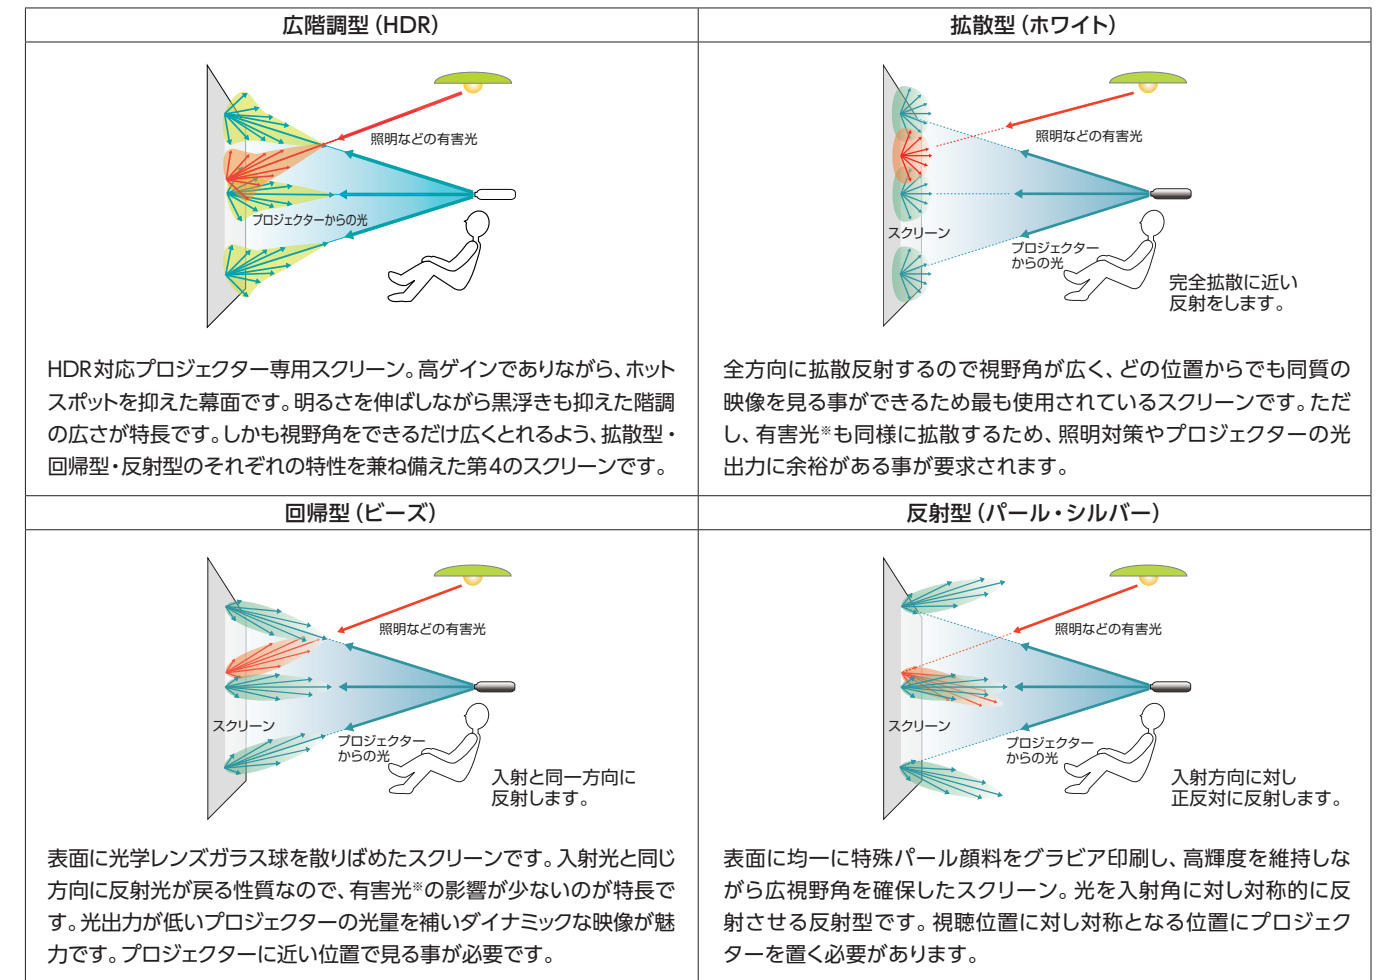 広階調型（HDR）
照明などの有害光
プロジェクターからの光
HDR対応プロジェクター専用スクリーン。高ゲインでありながら、ホット
スポットを抑えた幕面です。明るさを伸ばしながら黒浮きも抑えた階調
の広さが特長です。しかも視野角をできるだけ広くとれるよう、拡散型・
回帰型・反射型のそれぞれの特性を兼ね備えた第4のスクリーンです。
拡散型（ホワイト）
照明などの有害光
スクリーン
プロジェクター
からの光
完全拡散に近い
反射をします。
全方向に拡散反射するので視野角が広く、どの位置からでも同質の
映像を見る事ができるため最も使用されているスクリーンです。ただ
し、有害光※も同様に拡散するため、照明対策やプロジェクターの光
出力に余裕がある事が要求されます。
回帰型（ビーズ）
照明などの有害光
スクリーン
プロジェクター
からの光
入射と同一方向に
反射します。
表面に光学レンズガラス球を散りばめたスクリーンです。入射光と同じ
方向に反射光が戻る性質なので、有害光※の影響が少ないのが特長で
す。光出力が低いプロジェクターの光量を補いダイナミックな映像が魅
力です。プロジェクターに近い位置で見る事が必要です。
反射型（パール・シルバー）
照明などの有害光
スクリーン
プロジェクター
からの光
入射方向に対し
正反対に反射します。
表面に均一に特殊パール顔料をグラビア印刷し、高輝度を維持しな
がら広視野角を確保したスクリーン。光を入射角に対し対称的に反
射させる反射型です。視聴位置に対し対称となる位置にプロジェク
ターを置く必要があります。